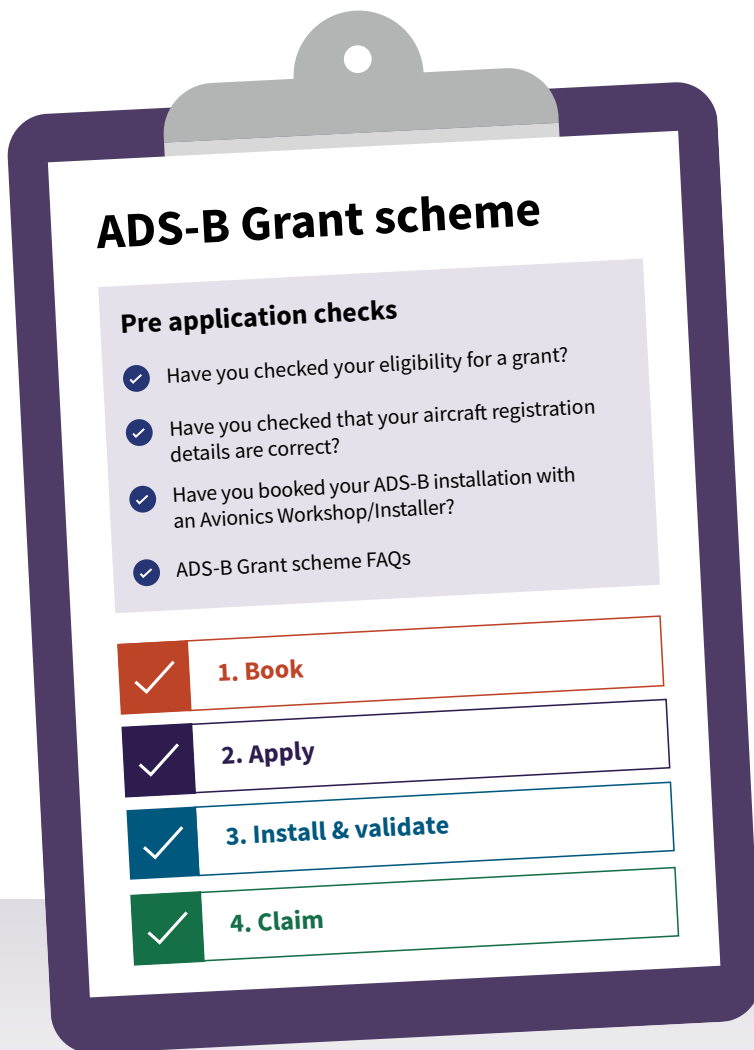 ADS-B Grant scheme
Pre application checks
Have you checked your eligibility for a grant?
Have you checked that your aircraft registration
details are correct?
Have you booked your ADS-B installation with
an Avionics Workshop/Installer?
ADS-B Grant scheme FAQs
1. Book
2. Apply
3. Install & validate
4. Claim